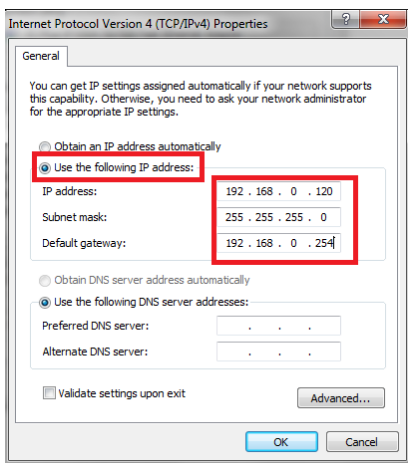 Internet Protocol Version 4 (TCP/IPv4) Properties
General
You can get IP settings assigned automatically if your network supports
this capability. Otherwise, you need to ask your network administrator
for the appropriate IP settings.
Obtain an IP address automatically
Use the following IP address:
IP address: 192 . 168 . 0 . 120
Subnet mask: 255 . 255 . 255 . 0
Default gateway: 192 . 168 . 0 . 254
Obtain DNS server address automatically
Use the following DNS server addresses:
Preferred DNS server: . . .
Alternate DNS server: . . .
Validate settings upon exit
Advanced...
OK Cancel